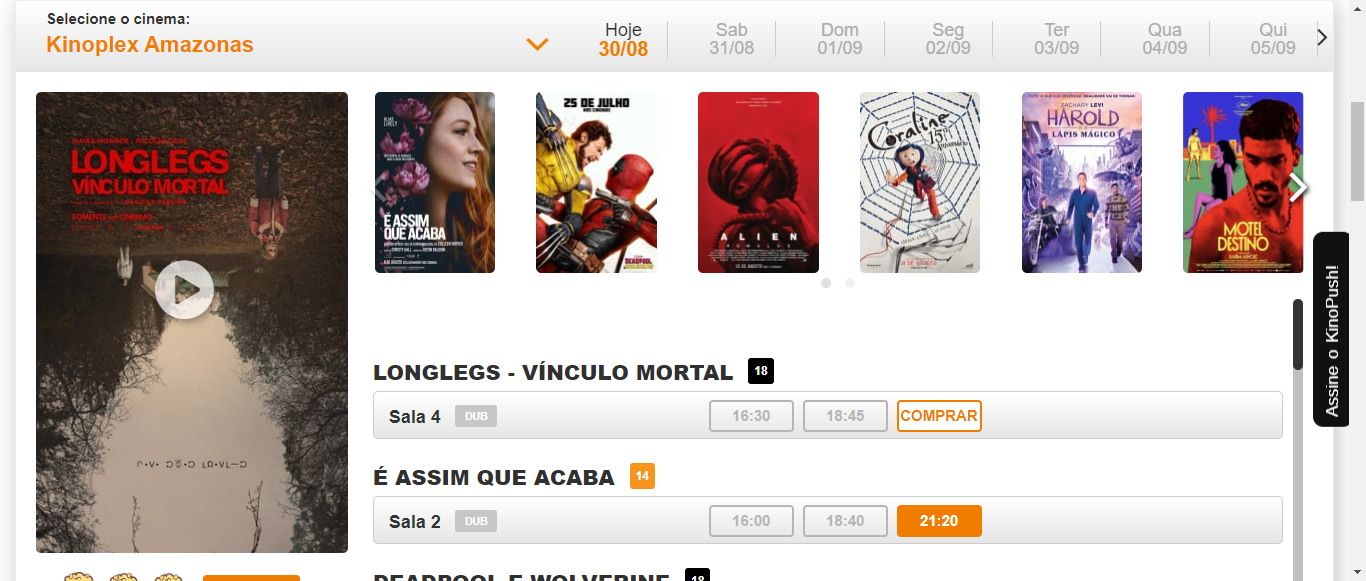 Selecione o cinema:
Kinoplex Amazonas
Hoje
30/08
Sab
31/08
Dom
01/09
Seg
02/09
Ter
03/09
Qua
04/09
Qui
05/09
LONGLEGS
VÍNCULO MORTAL
BLAKE
LIVELY
É ASSIM
QUE ACABA
25 DE JULHO
NOS CINEMAS
DEADPOOL
ALIEN
ROMULUS
Coraline
15º
Aniversário
ZACHARY LEVI
HAROLD
LÁPIS MÁGICO
MOTEL
DESTINO
Assine o KinoPush!
LONGLEGS - VÍNCULO MORTAL 18
Sala 4 DUB 16:30 18:45 COMPRAR
É ASSIM QUE ACABA 14
Sala 2 DUB 16:00 18:40 21:20
DEADPOOL E WOLVERINE 18